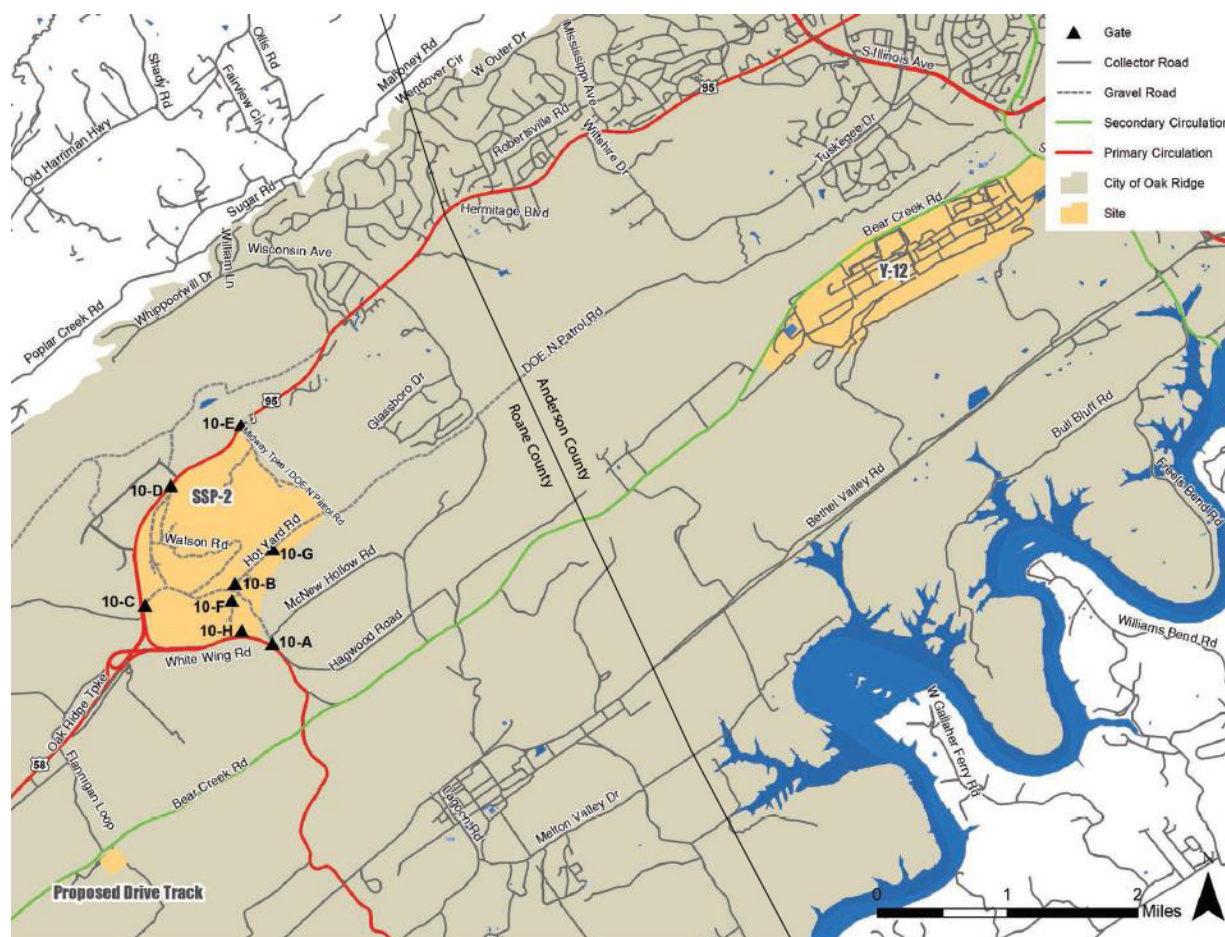 Gate
Collector Road
Gravel Road
Secondary Circulation
Primary Circulation
City of Oak Ridge
Site
Shady Rd
Ollis Rd
Fairview Cir
Old Harriman Hwy
Mahoney Rd
Wendover Cir
W Outer Dr
Mississippi Ave
S Illinois Ave
95
Robertsville Rd
Wiltshire Dr
Tuskegee Dr
Sugar Rd
Hermitage Blvd
William Ln
Wisconsin Ave
Whippoorwill Dr
Poplar Creek Rd
Bear Creek Rd
Y-12
DOE N Patrol Rd
Glassboro Dr
95
Anderson County
Roane County
10-E
Midway Tpke / DOE N Patrol Rd
10-D
SSP-2
Bull Bluff Rd
Freels Bend Rd
Bethel Valley Rd
Watson Rd
Hot Yard Rd
10-G
10-B
McNew Hollow Rd
10-C
10-F
10-H
10-A
White Wing Rd
Hagwood Road
Williams Bend Rd
Oak Ridge Tpke
58
Flannigan Loop
Bear Creek Rd
W Gallaher Ferry Rd
Lagoon Rd
Melton Valley Dr
Proposed Drive Track
N
0 1 2
Miles